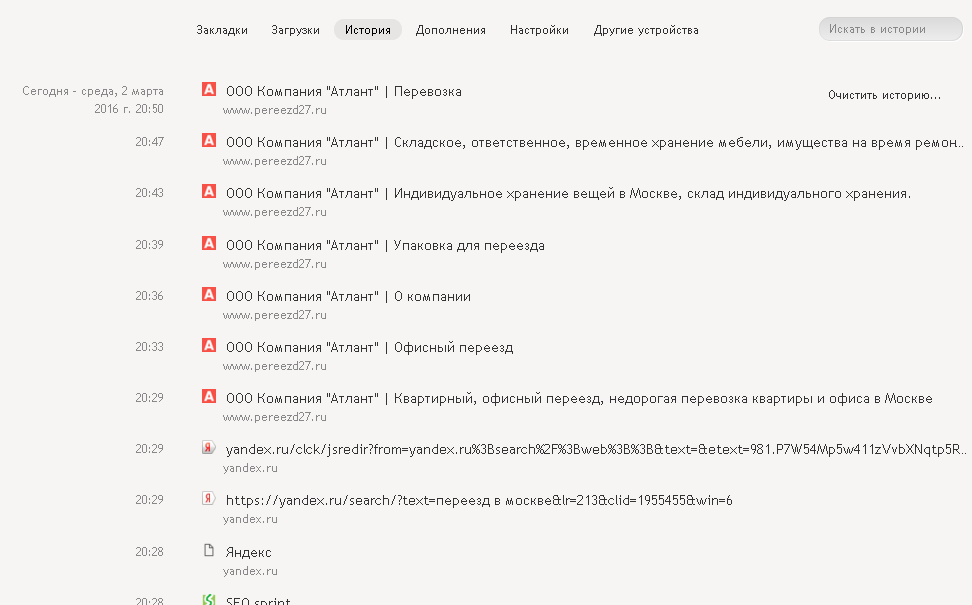 Закладки Загрузки История Дополнения Настройки Другие устройства Искать в истории
Сегодня - среда, 2 марта 2016 г. 20:50
ООО Компания "Атлант" | Перевозка
www.pereezd27.ru
Очистить историю...
20:47 ООО Компания "Атлант" | Складское, ответственное, временное хранение мебели, имущества на время ремон...
www.pereezd27.ru
20:43 ООО Компания "Атлант" | Индивидуальное хранение вещей в Москве, склад индивидуального хранения.
www.pereezd27.ru
20:39 ООО Компания "Атлант" | Упаковка для переезда
www.pereezd27.ru
20:36 ООО Компания "Атлант" | О компании
www.pereezd27.ru
20:33 ООО Компания "Атлант" | Офисный переезд
www.pereezd27.ru
20:29 ООО Компания "Атлант" | Квартирный, офисный переезд, недорогая перевозка квартиры и офиса в Москве
www.pereezd27.ru
20:29 yandex.ru/clck/jsredir?from=yandex.ru%3Bsearch%2F%3Bweb%3B%3B&text=&etext=981.P7W54Mp5w411zVvbXNqtp5R...
yandex.ru
20:29 https://yandex.ru/search/?text=переезд в москве&lr=213&clid=1955455&win=6
yandex.ru
20:28 Яндекс
yandex.ru
20:28 SEO sprint